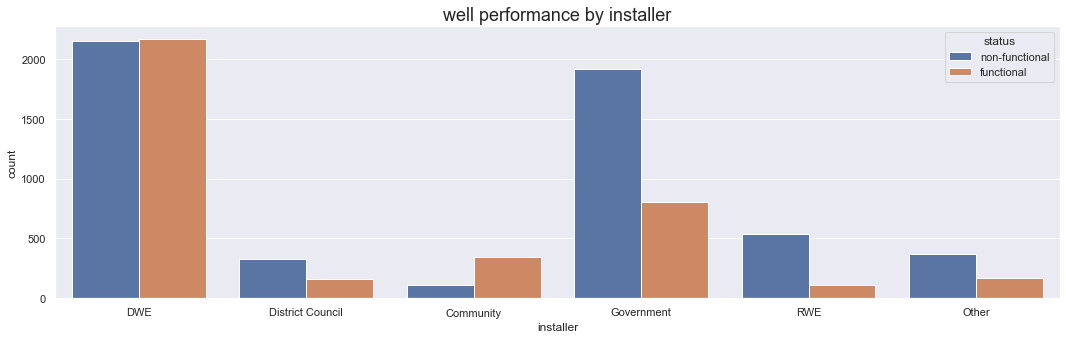 well performance by installer
status
non-functional
functional
count
2000
1500
1000
500
0
DWE District Council Community Government RWE Other
installer